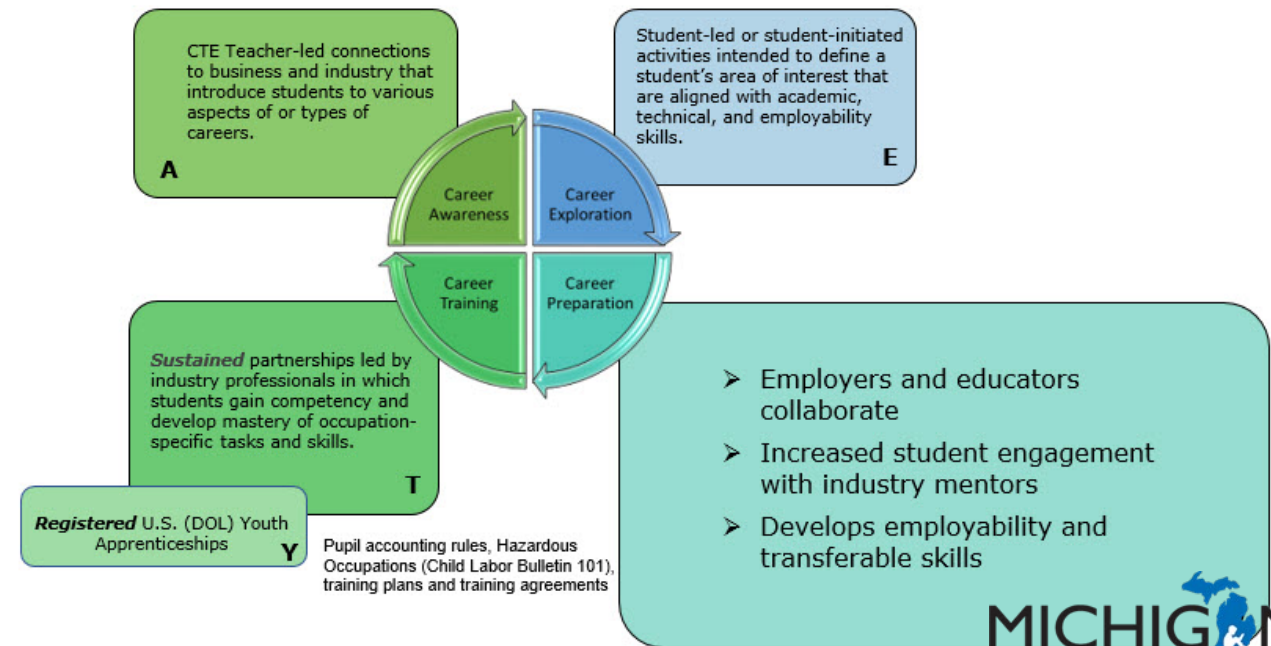 CTE Teacher-led connections
to business and industry that
introduce students to various
aspects of or types of
careers.
A
Student-led or student-initiated
activities intended to define a
student's area of interest that
are aligned with academic,
technical, and employability
skills.
E
Career
Awareness
Career
Exploration
Career
Training
Career
Preparation
Sustained partnerships led by
industry professionals in which
students gain competency and
develop mastery of occupation-
specific tasks and skills.
T
Registered U.S. (DOL) Youth
Apprenticeships
Y
Pupil accounting rules, Hazardous
Occupations (Child Labor Bulletin 101),
training plans and training agreements
➢ Employers and educators
collaborate
➢ Increased student engagement
with industry mentors
➢ Develops employability and
transferable skills
MICHIG